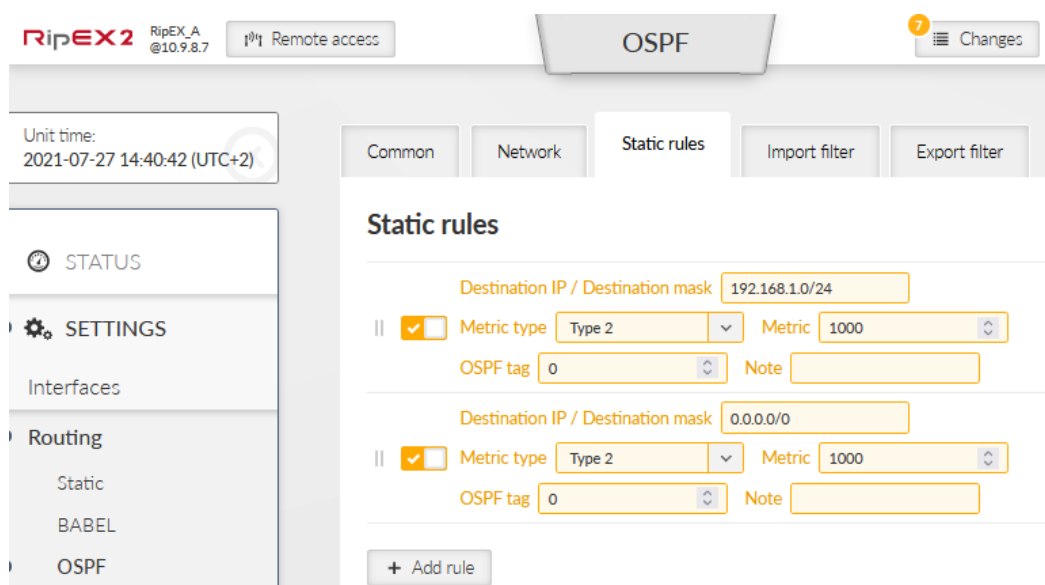 RipEX2 RipEX_A @10.9.8.7 Remote access OSPF 7 Changes
Unit time:
2021-07-27 14:40:42 (UTC+2)
Common Network Static rules Import filter Export filter
STATUS
SETTINGS
Interfaces
Routing
Static
BABEL
OSPF
Static rules
Destination IP / Destination mask 192.168.1.0/24
Metric type Type 2 Metric 1000
OSPF tag 0 Note
Destination IP / Destination mask 0.0.0.0/0
Metric type Type 2 Metric 1000
OSPF tag 0 Note
+ Add rule